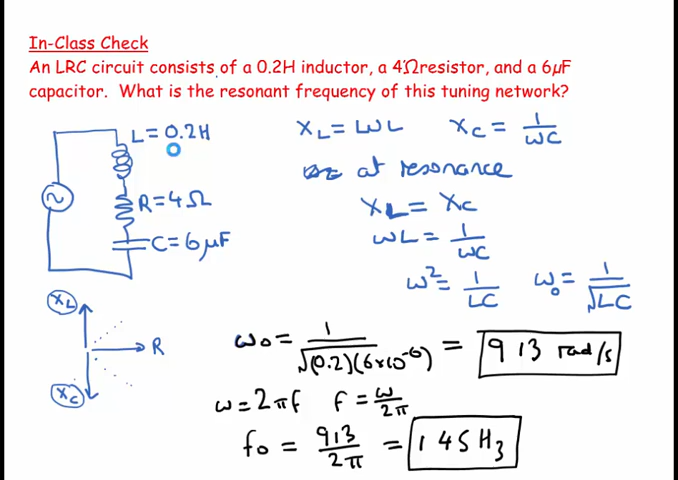 In-Class Check
An LRC circuit consists of a 0.2H inductor, a 4Ωresistor, and a 6μF
capacitor. What is the resonant frequency of this tuning network?
L = 0.2H
R = 4Ω
C = 6μF
X_L = ωL X_C = 1/ωC
at resonance
X_L = X_C
ωL = 1/ωC
ω² = 1/LC ω₀ = 1/√LC
X_L
R
X_C
ω₀ = 1/√(0.2)(6×10⁻⁶) = 913 rad/s
ω = 2πf f = ω/2π
f₀ = 913/2π = 145 Hz